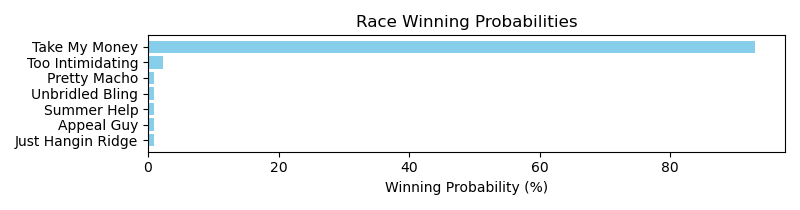 Race Winning Probabilities
Take My Money
Too Intimidating
Pretty Macho
Unbridled Bling
Summer Help
Appeal Guy
Just Hangin Ridge
0 20 40 60 80
Winning Probability (%)